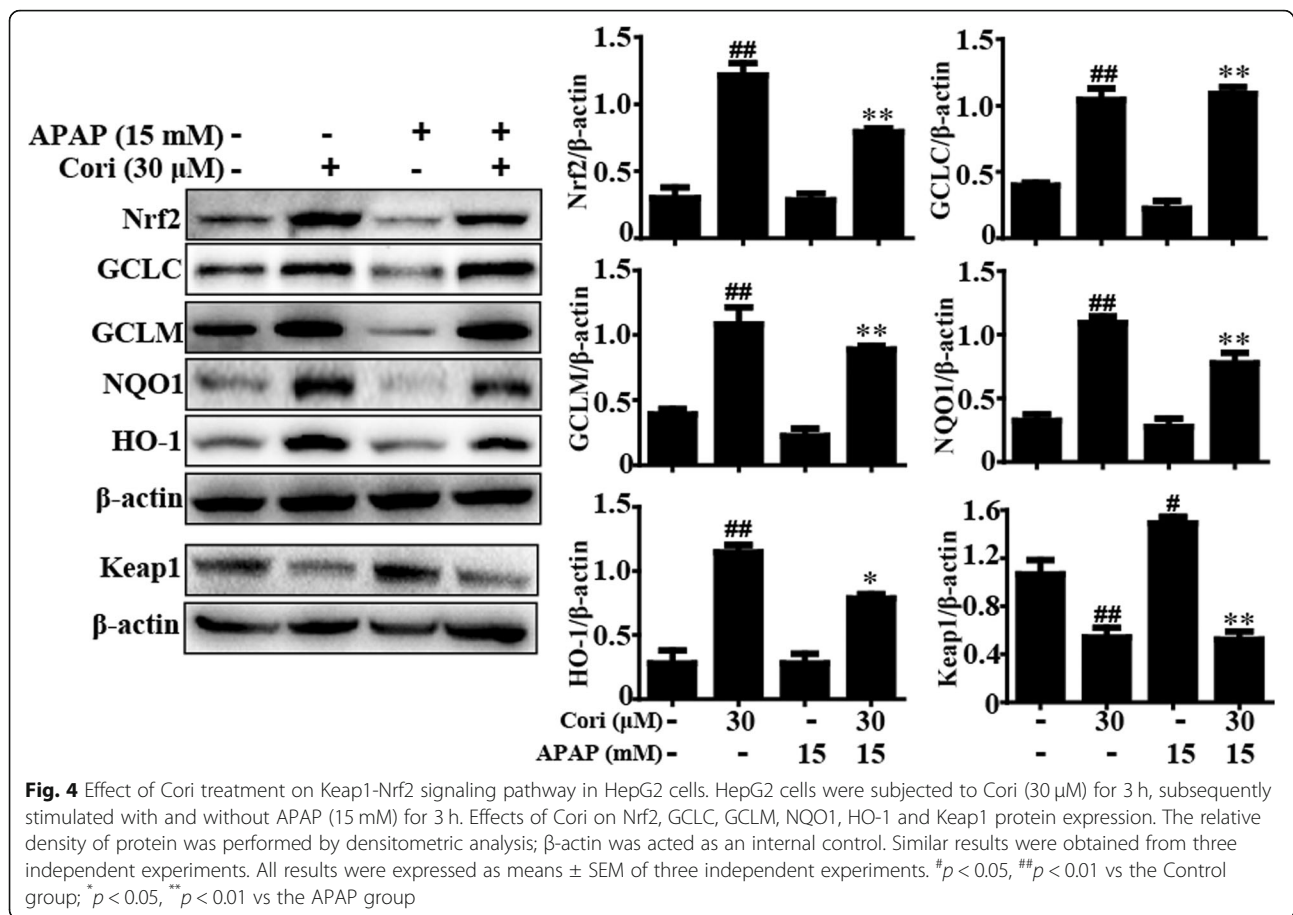 APAP (15 mM) - - + +
Cori (30 μM) - + - +
Nrf2
GCLC
GCLM
NQO1
HO-1
β-actin
Keap1
β-actin
Nrf2/β-actin
1.5
1.0
0.5
0
##
**
GCLC/β-actin
1.5
1.0
0.5
0
##
**
GCLM/β-actin
1.5
1.0
0.5
0
##
**
NQO1/β-actin
1.5
1.0
0.5
0
##
**
HO-1/β-actin
1.5
1.0
0.5
0
##
*
Keap1/β-actin
1.6
1.2
0.8
0.4
0
##
#
**
Cori (μM) - 30 - 30 - 30 - 30
APAP (mM) - - 15 15 - - 15 15
Fig. 4 Effect of Cori treatment on Keap1-Nrf2 signaling pathway in HepG2 cells. HepG2 cells were subjected to Cori (30 μM) for 3 h, subsequently
stimulated with and without APAP (15 mM) for 3 h. Effects of Cori on Nrf2, GCLC, GCLM, NQO1, HO-1 and Keap1 protein expression. The relative
density of protein was performed by densitometric analysis; β-actin was acted as an internal control. Similar results were obtained from three
independent experiments. All results were expressed as means ± SEM of three independent experiments. #p < 0.05, ##p < 0.01 vs the Control
group; *p < 0.05, **p < 0.01 vs the APAP group